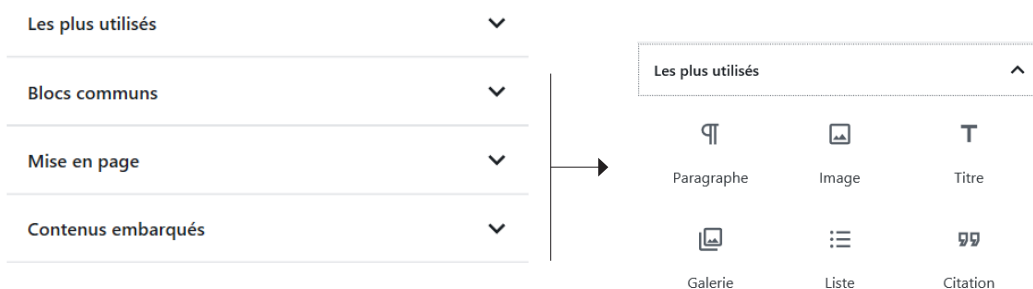 Les plus utilisés
Blocs communs
Mise en page
Contenus embarqués
Les plus utilisés
Paragraphe Image Titre
Galerie Liste Citation